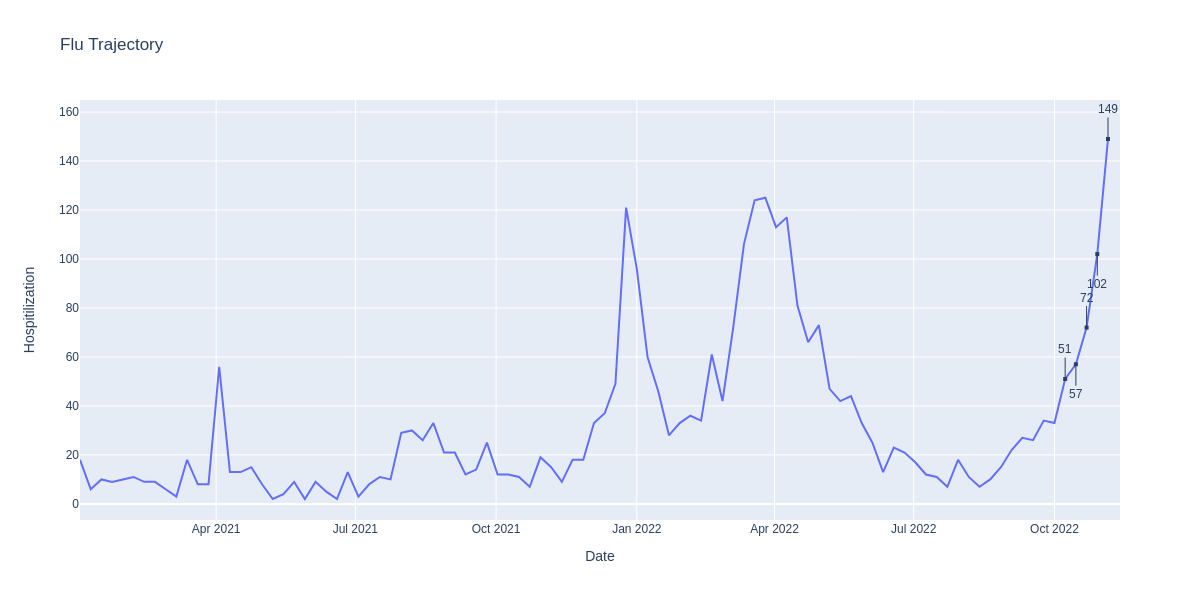 Flu Trajectory
160
140
120
100
80
60
40
20
0
Hospitilization
149
102
72
51
57
Apr 2021
Jul 2021
Oct 2021
Jan 2022
Apr 2022
Jul 2022
Oct 2022
Date